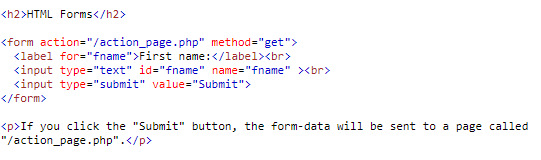 <h2>HTML Forms</h2>
<form action="/action_page.php" method="get">
<label for="fname">First name:</label><br>
<input type="text" id="fname" name="fname" ><br>
<input type="submit" value="Submit">
</form>
<p>If you click the "Submit" button, the form-data will be sent to a page called
"/action_page.php".</p>